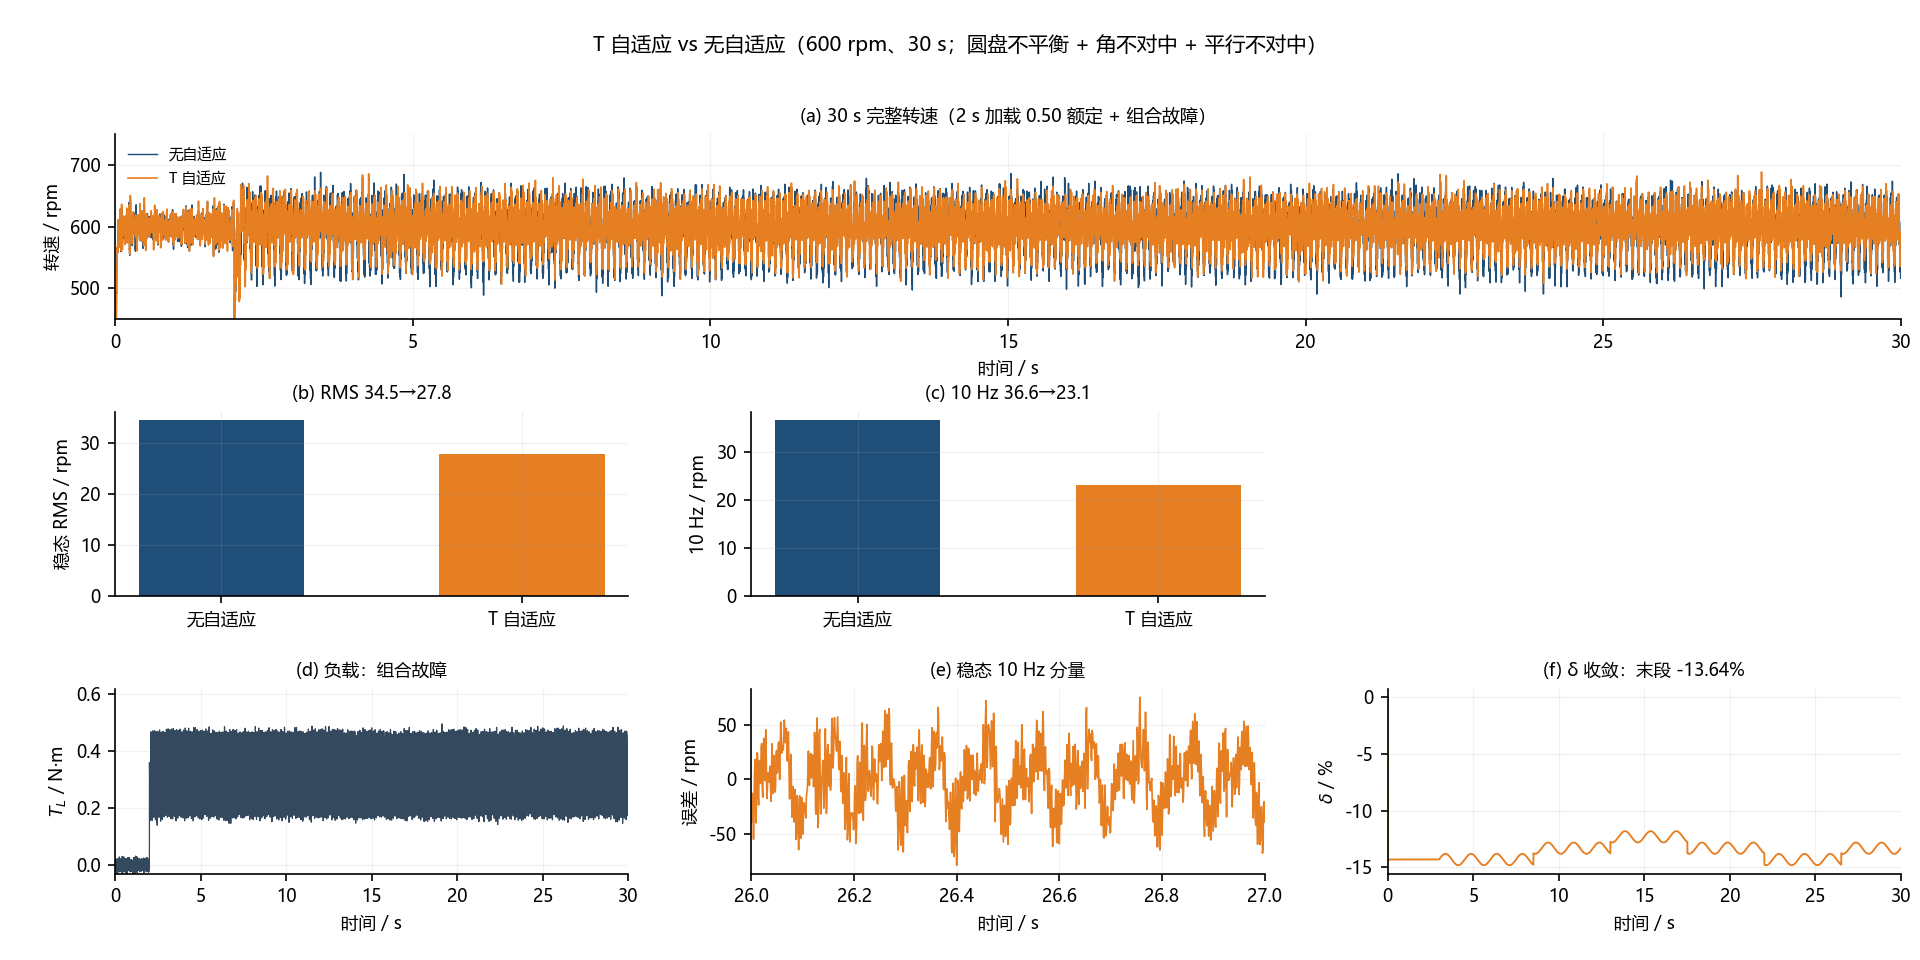 T 自适应 vs 无自适应（600 rpm、30 s；圆盘不平衡 + 角不对中 + 平行不对中）
(a) 30 s 完整转速（2 s 加载 0.50 额定 + 组合故障）
转速 / rpm
700
600
500
无自适应
T 自适应
0 5 10 15 20 25 30
时间 / s
(b) RMS 34.5→27.8
稳态 RMS / rpm
30
20
10
0
无自适应 T 自适应
(c) 10 Hz 36.6→23.1
10 Hz / rpm
30
20
10
0
无自适应 T 自适应
(d) 负载：组合故障
T_L / N·m
0.6
0.4
0.2
0.0
0 5 10 15 20 25 30
时间 / s
(e) 稳态 10 Hz 分量
误差 / rpm
50
0
-50
26.0 26.2 26.4 26.6 26.8 27.0
时间 / s
(f) δ 收敛：末段 -13.64%
δ / %
0
-5
-10
-15
0 5 10 15 20 25 30
时间 / s